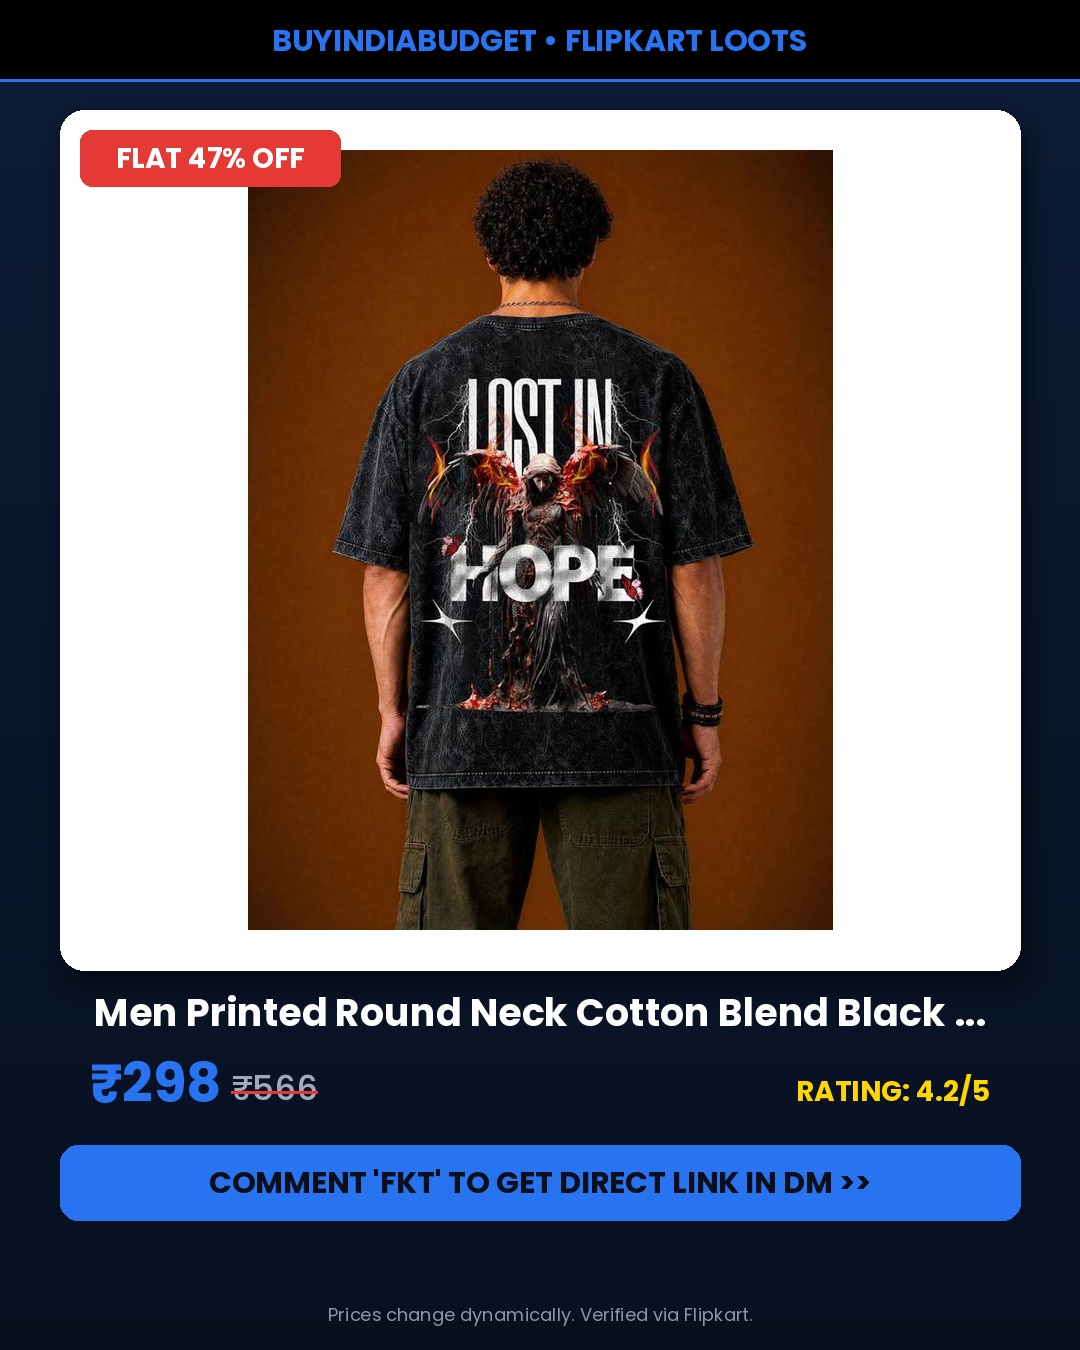 BUYINDIABUDGET • FLIPKART LOOTS
FLAT 47% OFF
LOST IN
HOPE
Men Printed Round Neck Cotton Blend Black ...
₹298 ₹566
RATING: 4.2/5
COMMENT 'FKT' TO GET DIRECT LINK IN DM >>
Prices change dynamically. Verified via Flipkart.